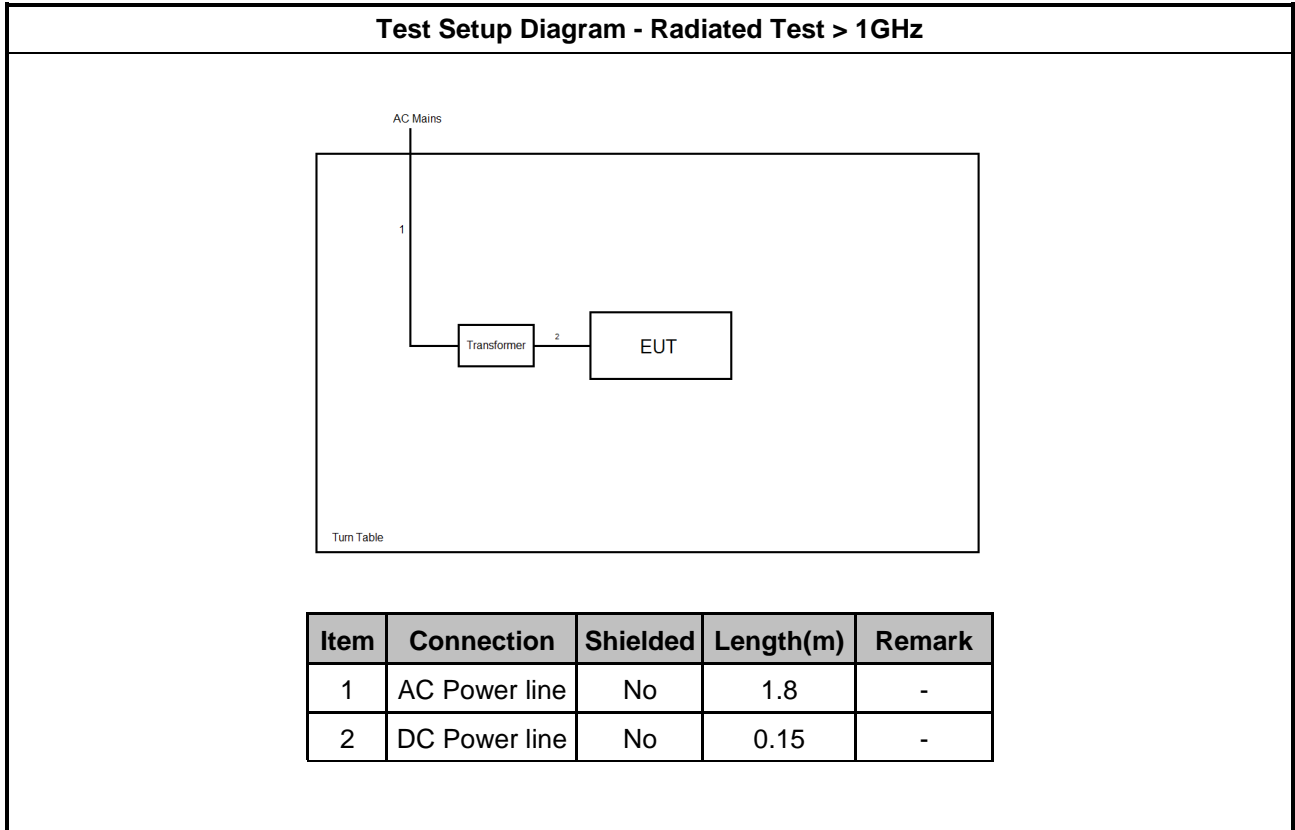 Test Setup Diagram - Radiated Test > 1GHz
AC Mains
1
Transformer
2
EUT
Turn Table
Item Connection Shielded Length(m) Remark
1 AC Power line No 1.8 -
2 DC Power line No 0.15 -